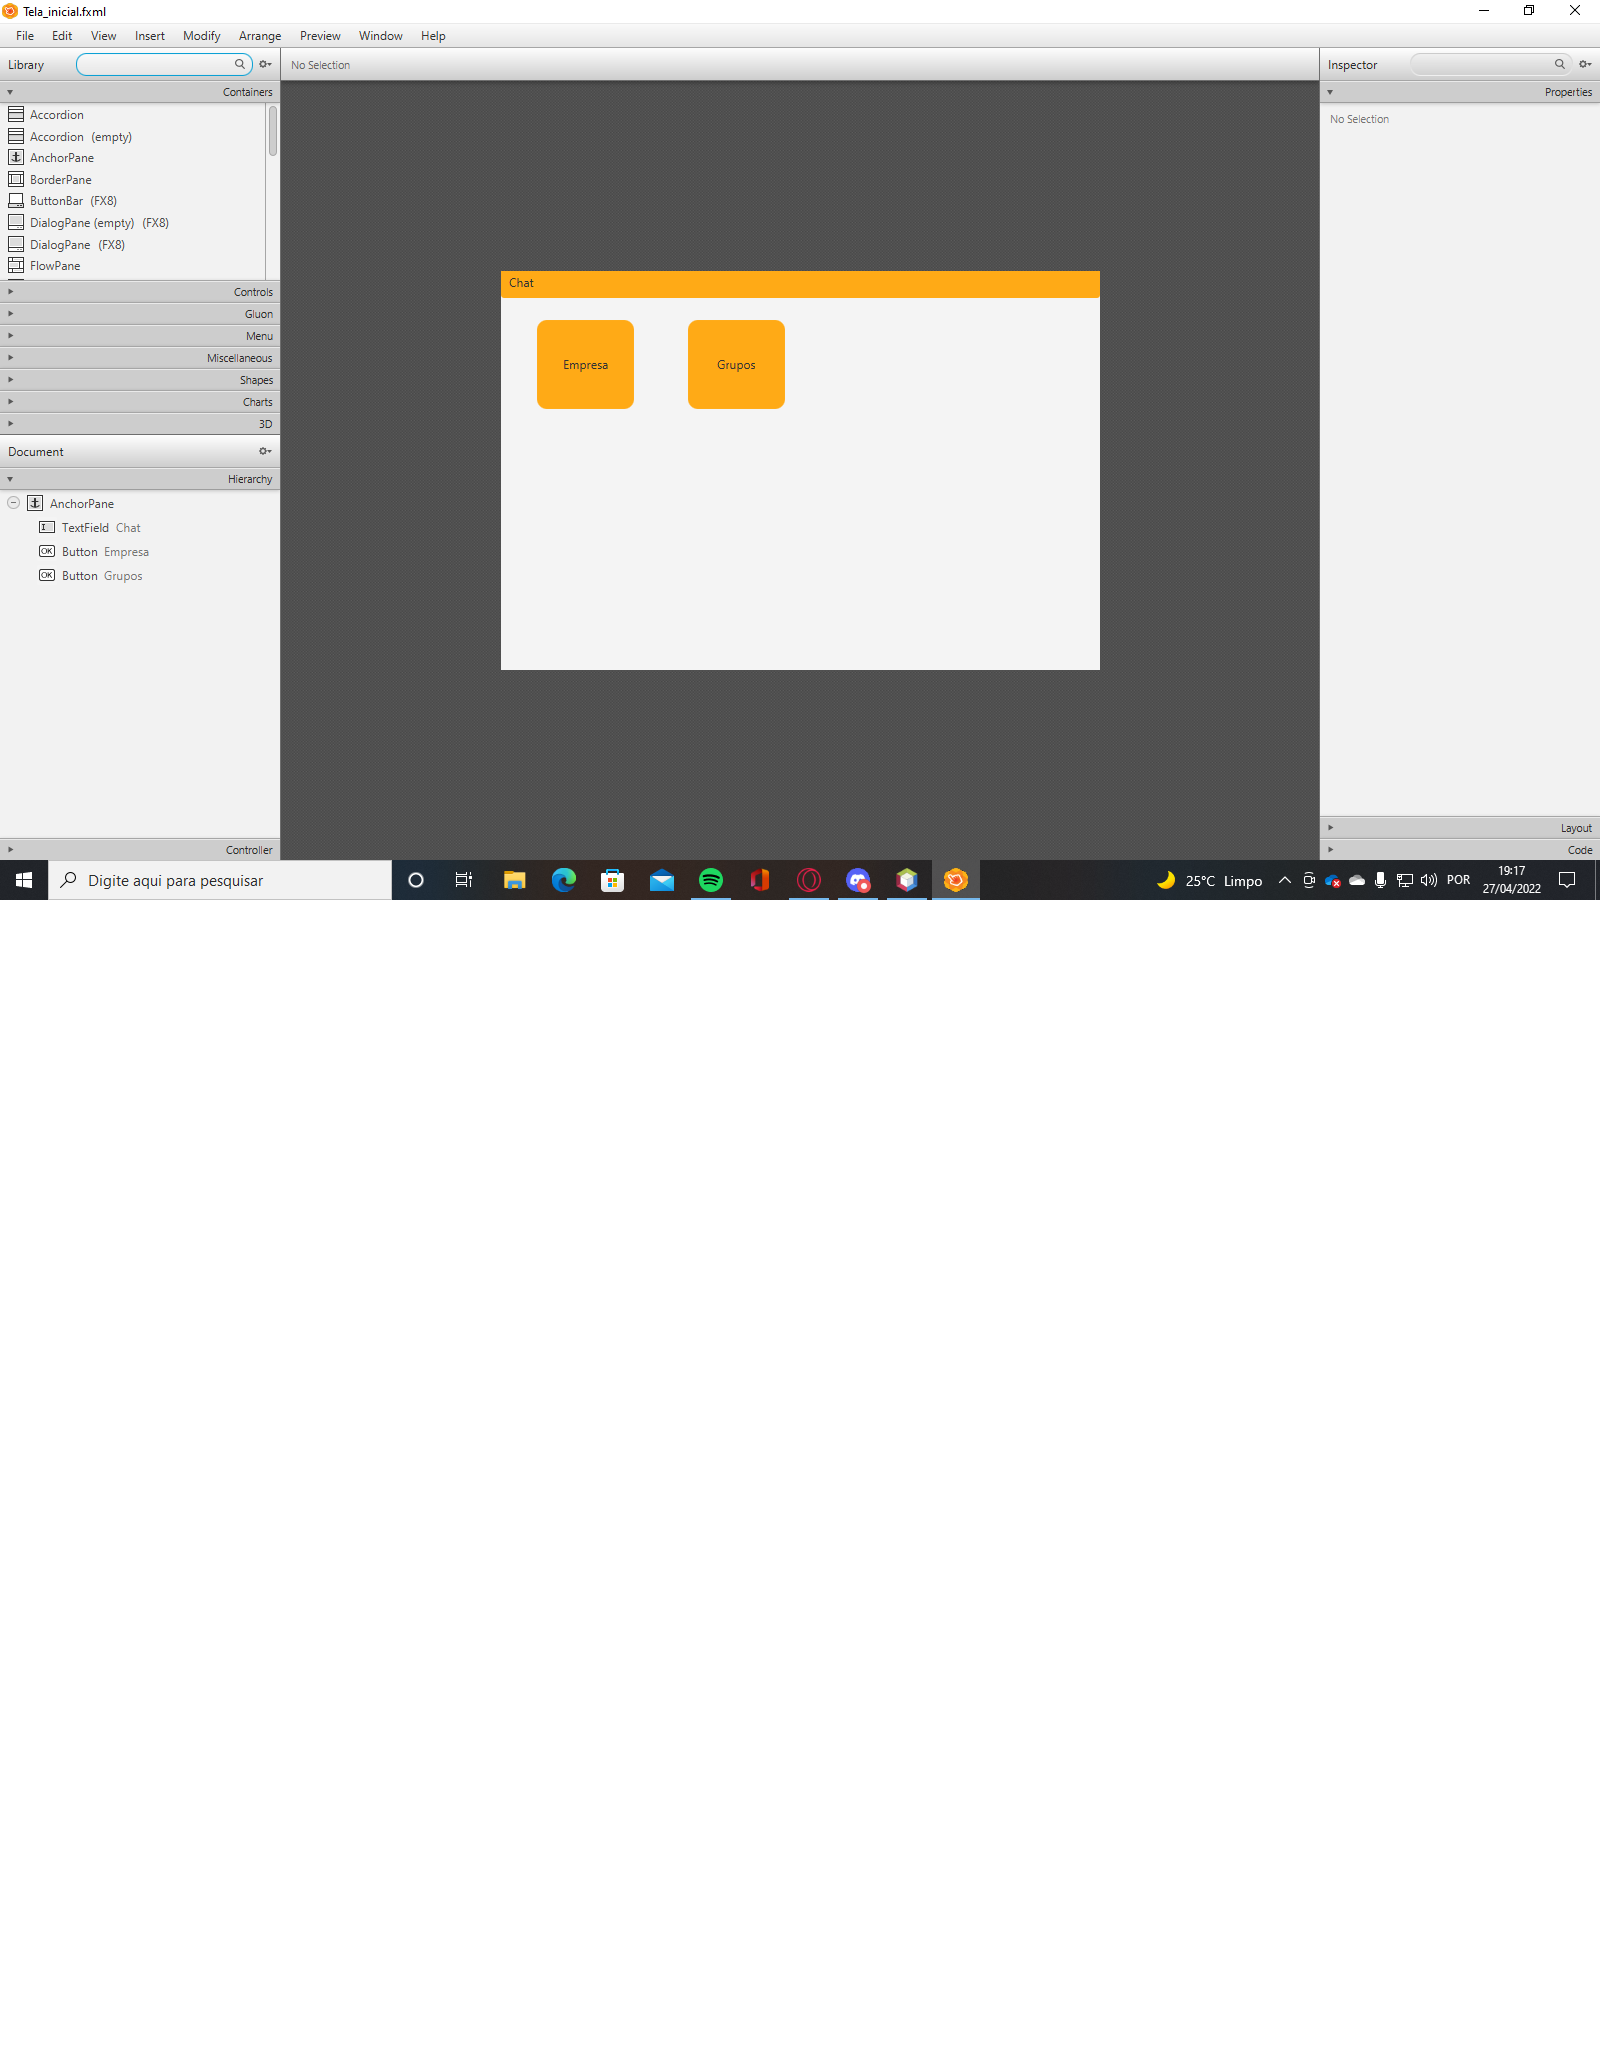 Tela_inicial.fxml
File Edit View Insert Modify Arrange Preview Window Help
Library
No Selection
Inspector
Containers
Properties
Accordion
No Selection
Accordion (empty)
AnchorPane
BorderPane
ButtonBar (FX8)
DialogPane (empty) (FX8)
DialogPane (FX8)
FlowPane
Controls
Gluon
Menu
Miscellaneous
Shapes
Charts
3D
Chat
Empresa
Grupos
Document
Hierarchy
AnchorPane
TextField Chat
OK Button Empresa
OK Button Grupos
Controller
Layout
Code
Digite aqui para pesquisar
25°C Limpo
POR
19:17
27/04/2022